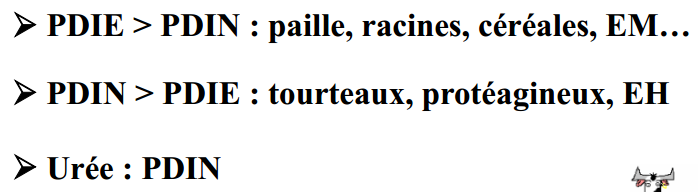 ➢ PDIE > PDIN : paille, racines, céréales, EM…
➢ PDIN > PDIE : tourteaux, protéagineux, EH
➢ Urée : PDIN